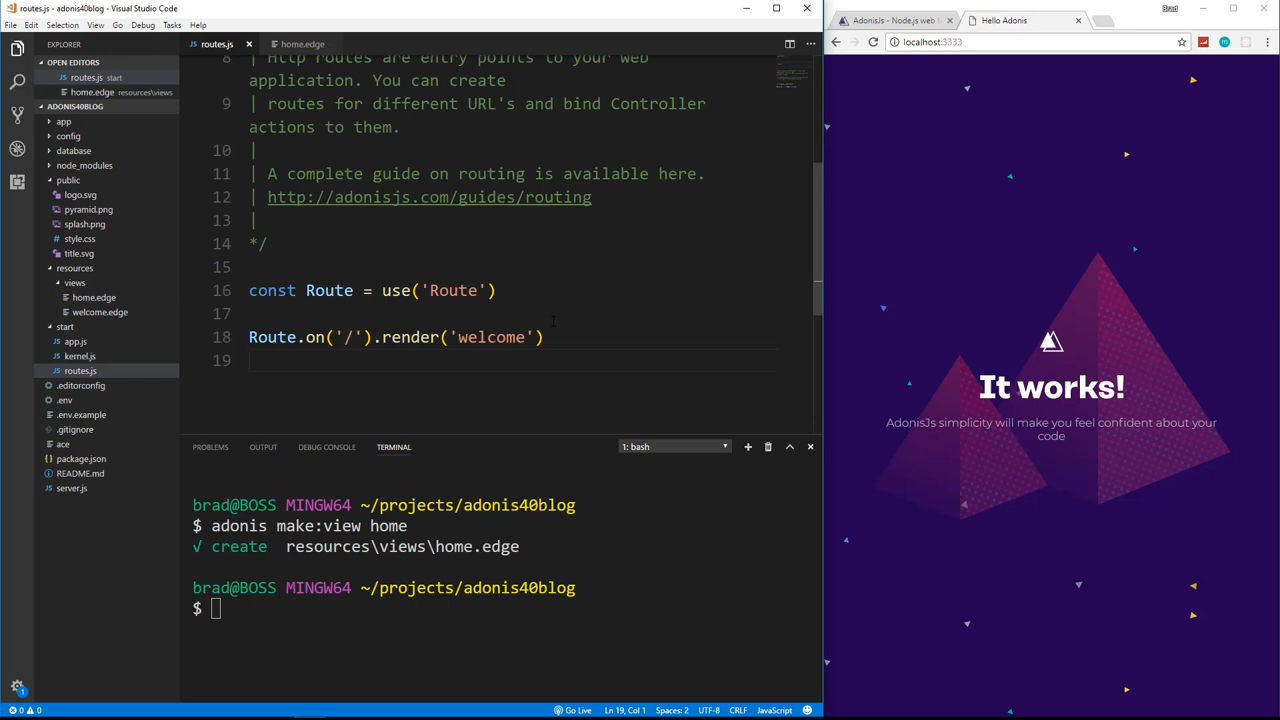 routes.js - adonis40blog - Visual Studio Code
File Edit Selection View Go Debug Tasks Help
EXPLORER
OPEN EDITORS
routes.js start
home.edge resources\views
ADONIS40BLOG
app
config
database
node_modules
public
logo.svg
pyramid.png
splash.png
style.css
title.svg
resources
views
home.edge
welcome.edge
start
app.js
kernel.js
routes.js
.editorconfig
.env
.env.example
.gitignore
ace
package.json
README.md
server.js
1
routes.js
home.edge
8 | Http routes are entry points to your web
application. You can create
9 | routes for different URL's and bind Controller
actions to them.
10 |
11 | A complete guide on routing is available here.
12 | http://adonisjs.com/guides/routing
13 |
14 */
15
16 const Route = use('Route')
17
18 Route.on('/').render('welcome')
19
PROBLEMS OUTPUT DEBUG CONSOLE TERMINAL 1: bash
brad@BOSS MINGW64 ~/projects/adonis40blog
$ adonis make:view home
√ create resources\views\home.edge
brad@BOSS MINGW64 ~/projects/adonis40blog
$
0 0 Go Live Ln 19, Col 1 Spaces: 2 UTF-8 CRLF JavaScript
AdonisJs - Node.js web
Hello Adonis
Brad
localhost:3333
It works!
AdonisJs simplicity will make you feel confident about your
code